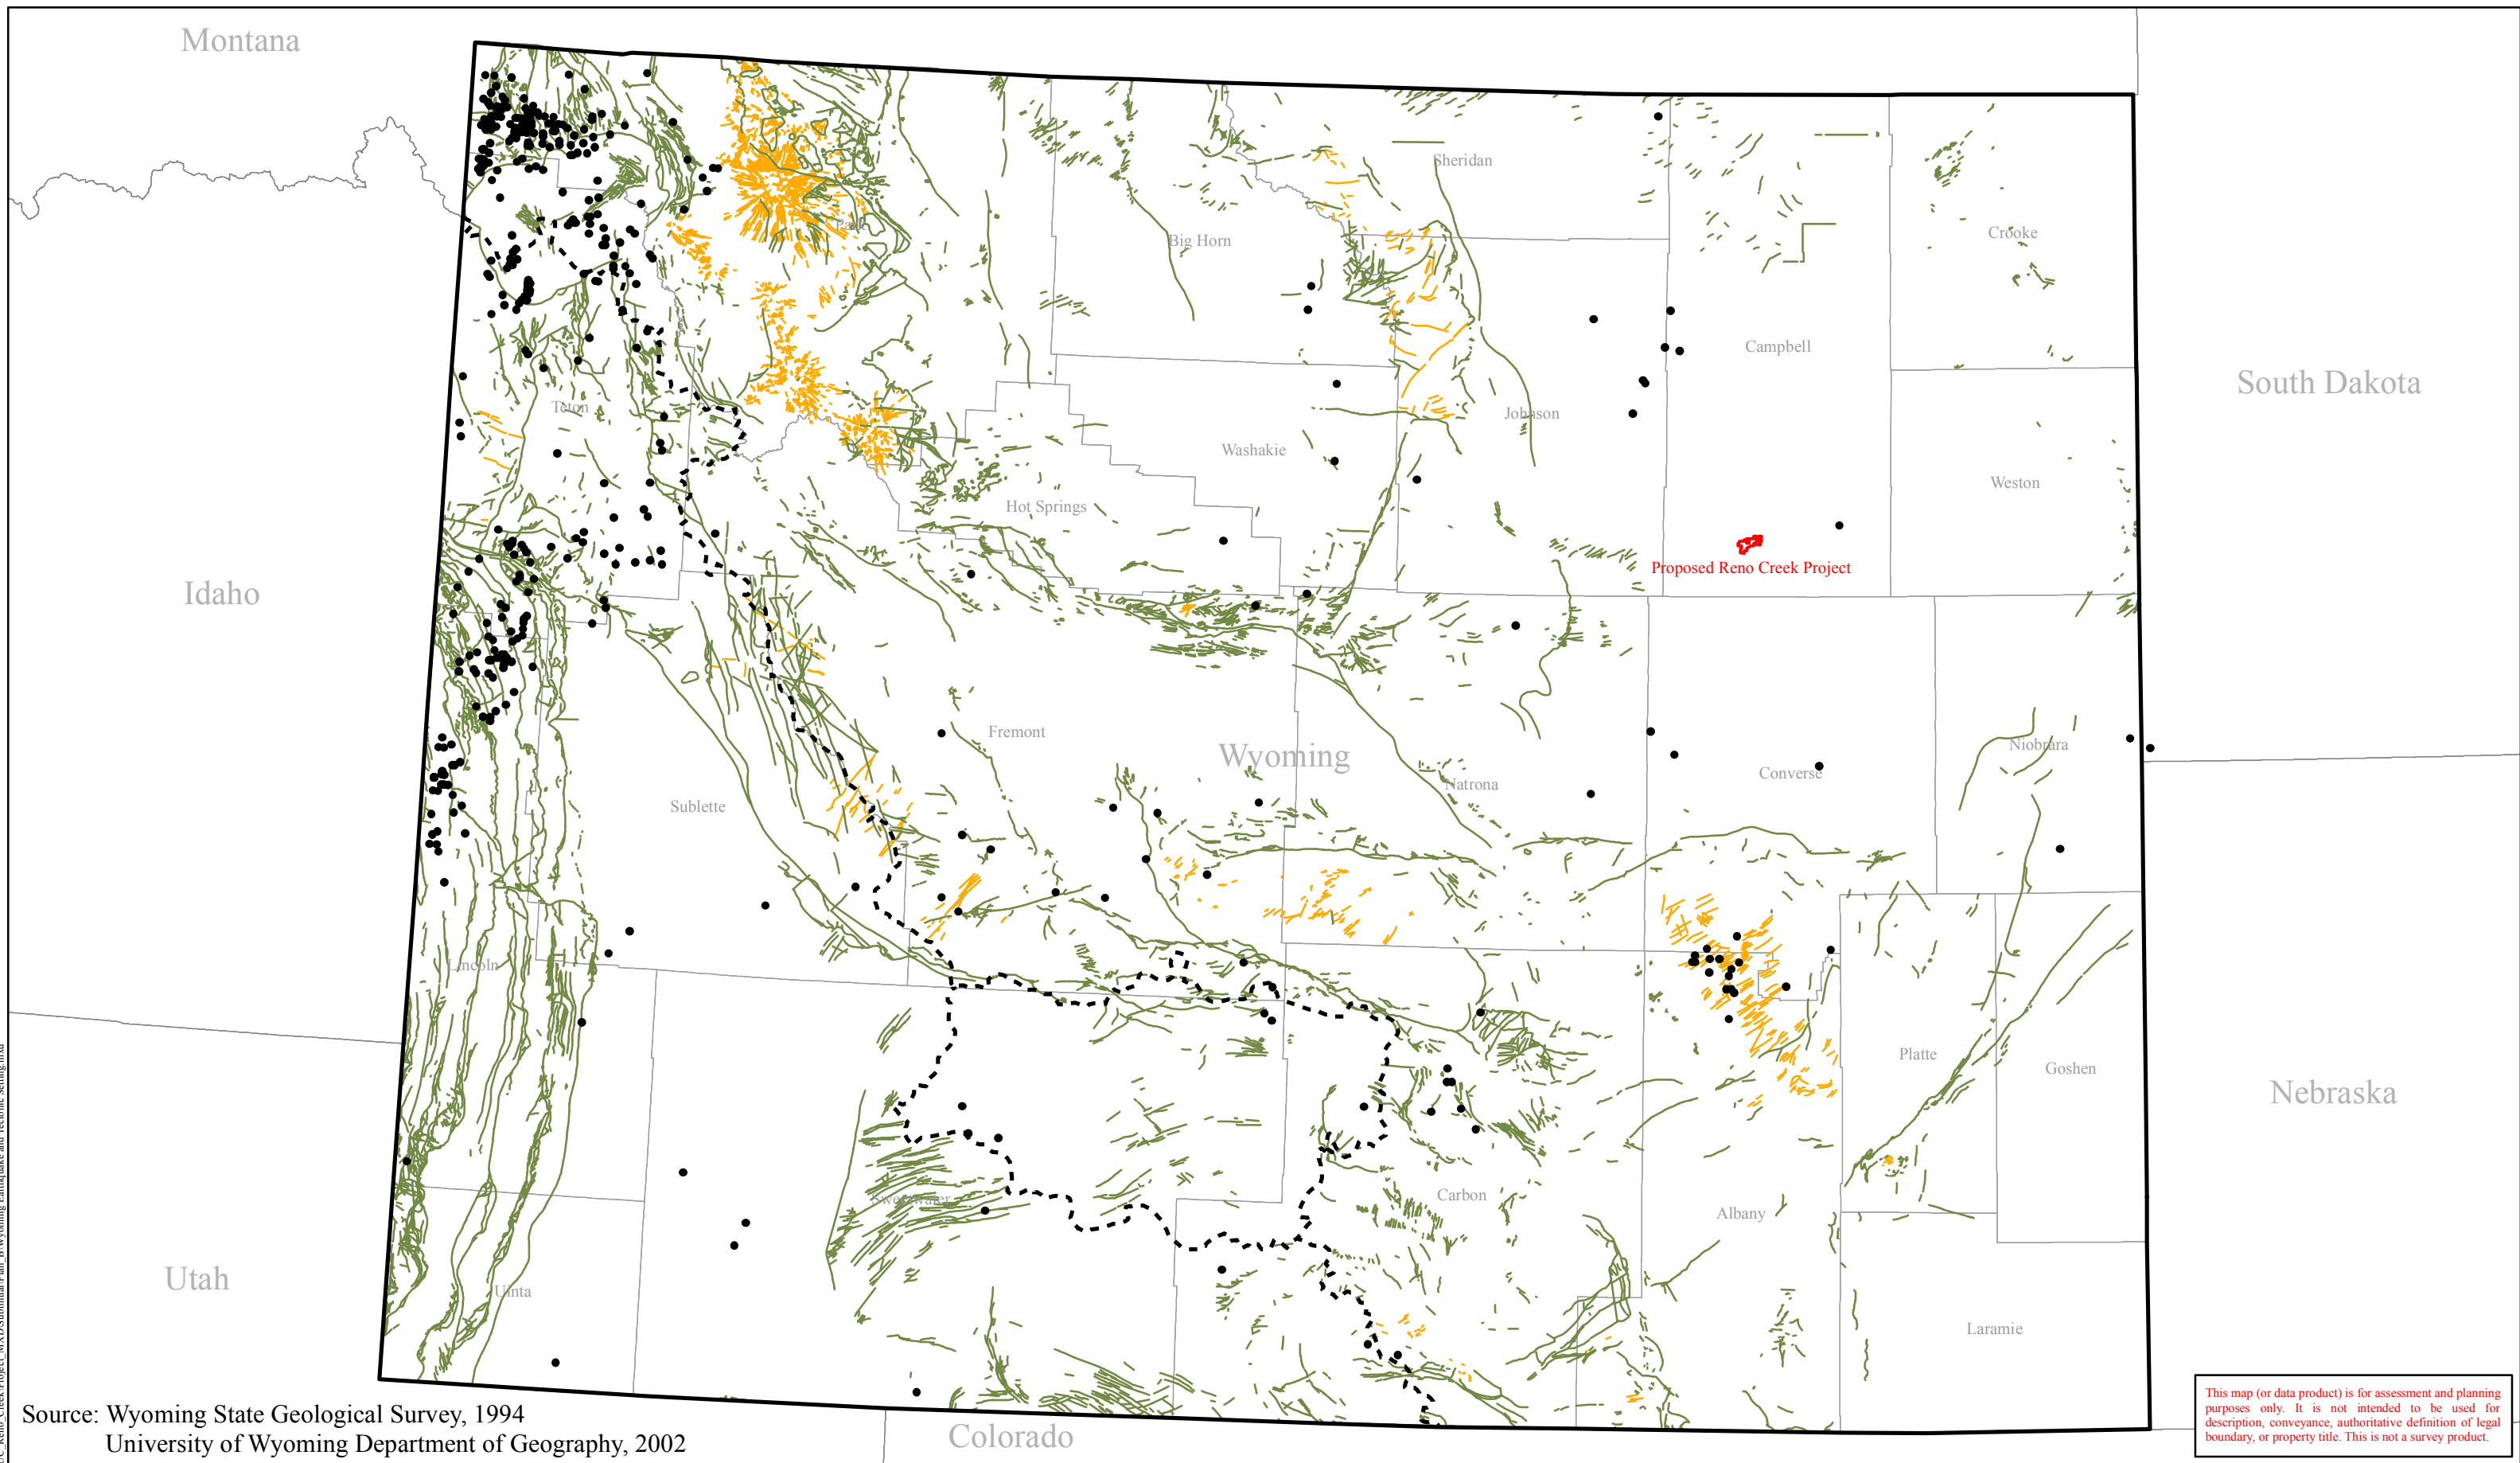 Montana
Sheridan
Park
Crooke
Big Horn
Campbell
South Dakota
Teton
Johnson
Washakie
Weston
Hot Springs
Proposed Reno Creek Project
Idaho
Fremont
Wyoming
Niobrara
Converse
Natrona
Sublette
Lincoln
Platte
Goshen
Nebraska
Sweetwater
Carbon
Albany
Utah
Uinta
Laramie
Source: Wyoming State Geological Survey, 1994
University of Wyoming Department of Geography, 2002
Colorado
This map (or data product) is for assessment and planning
purposes only. It is not intended to be used for
description, conveyance, authoritative definition of legal
boundary, or property title. This is not a survey product.